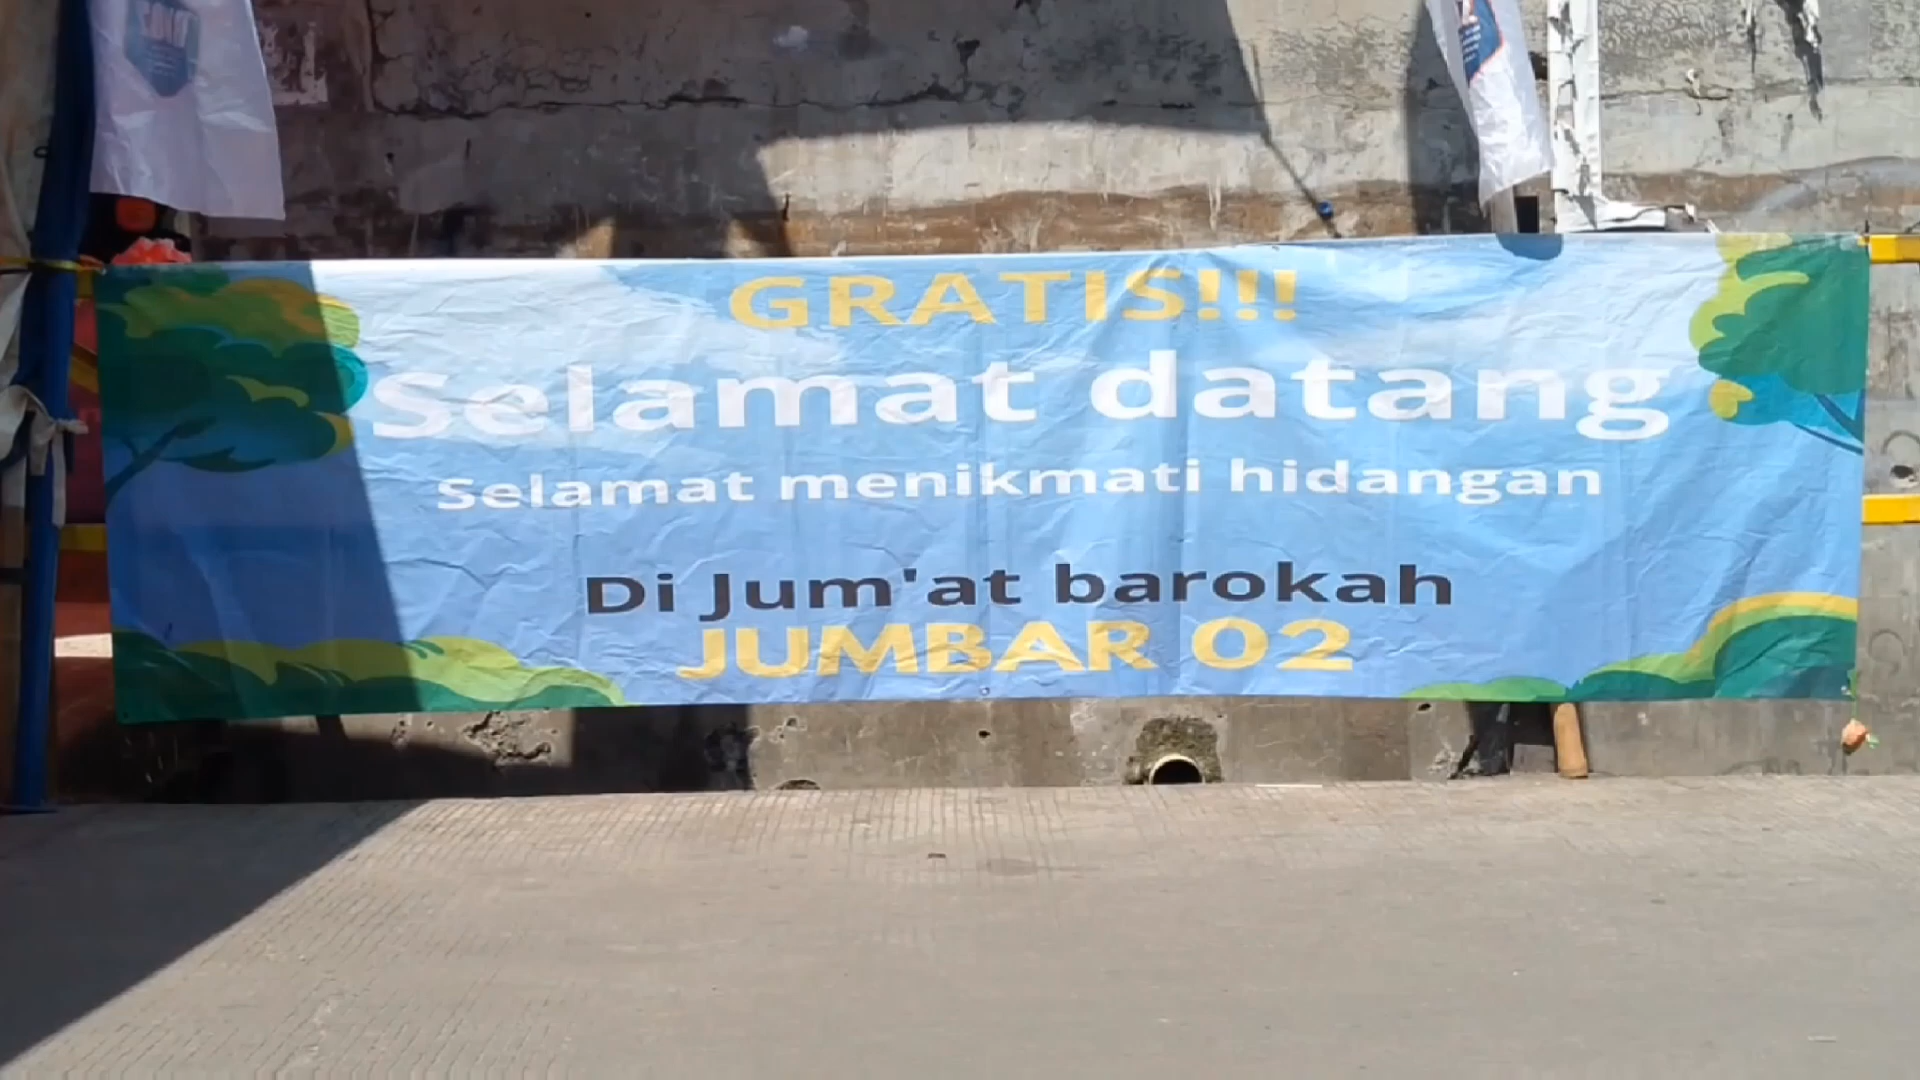 GRATIS!!!
Selamat datang
Selamat menikmati hidangan
Di Jum'at barokah
JUMBAR 02